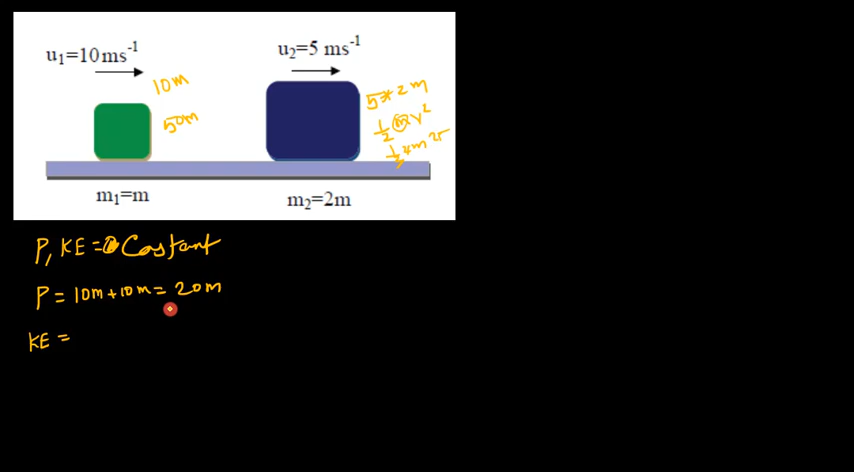 u₁=10ms⁻¹
u₂=5 ms⁻¹
10m
50m
5*2m
½ m v²
m 25
m₁=m
m₂=2m
P, KE = Constant
P = 10m+10m = 20m
KE =